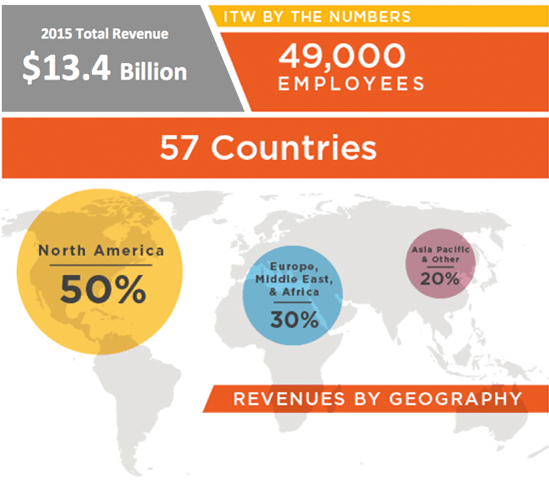 2015 Total Revenue
$13.4 Billion
ITW BY THE NUMBERS
49,000
EMPLOYEES
57 Countries
North America
50%
Europe,
Middle East,
& Africa
30%
Asia Pacific
& Other
20%
REVENUES BY GEOGRAPHY